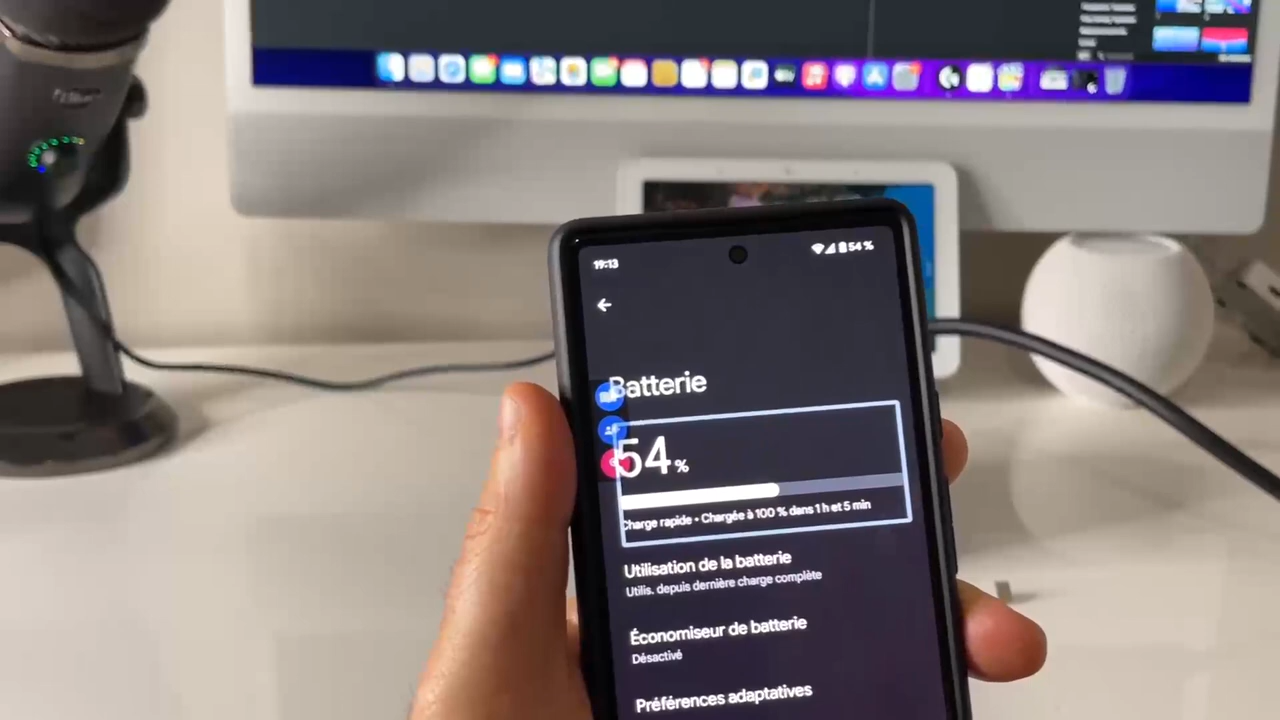 19:13
54 %
Batterie
54 %
Charge rapide • Chargée à 100 % dans 1 h et 5 min
Utilisation de la batterie
Utilis. depuis dernière charge complète
Économiseur de batterie
Désactivé
Préférences adaptatives